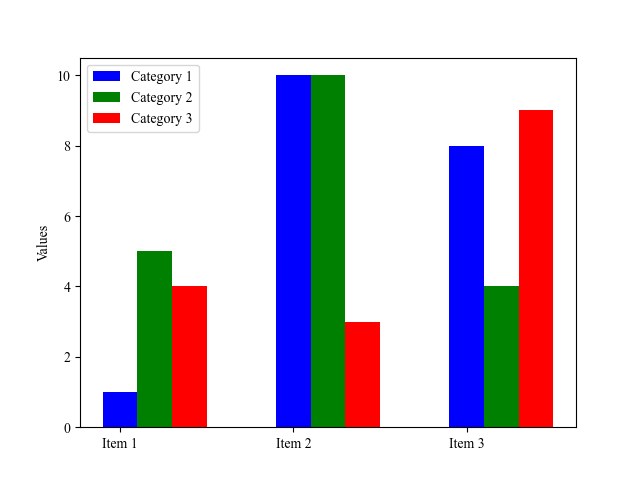 10
8
6
4
2
0
Values
Category 1
Category 2
Category 3
Item 1
Item 2
Item 3